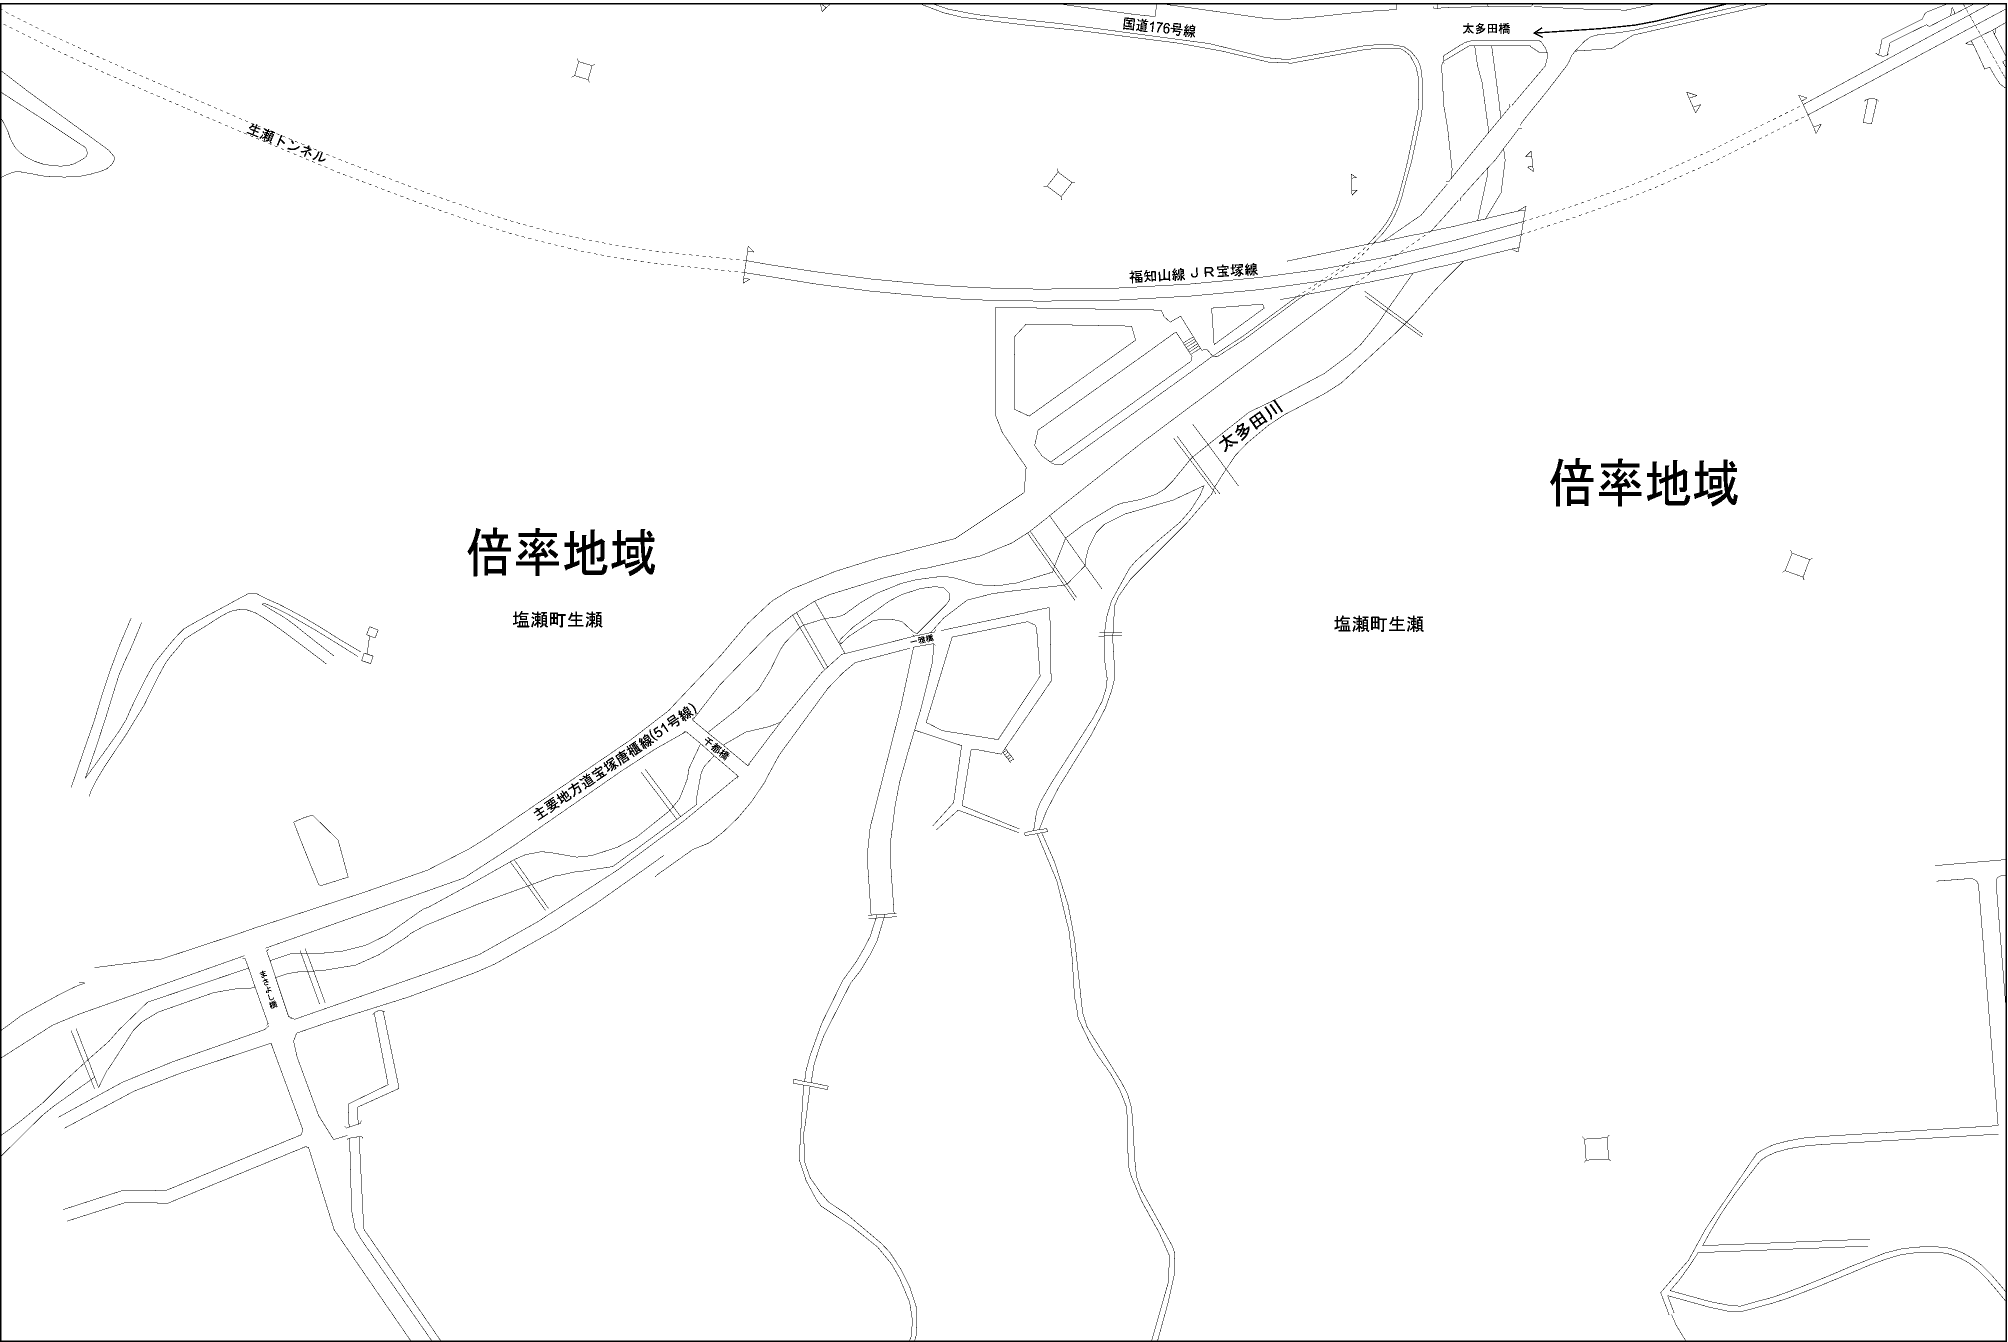 国道176号線
太多田橋
生瀬トンネル
福知山線ＪＲ宝塚線
太多田川
倍率地域
倍率地域
塩瀬町生瀬
塩瀬町生瀬
主要地方道宝塚唐櫃線(51号線)
千都橋